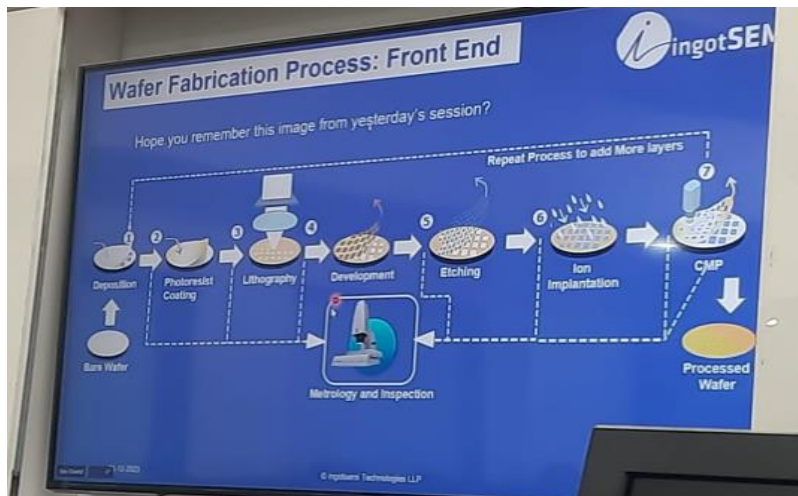 Wafer Fabrication Process: Front End
ingotSEM
Hope you remember this image from yesterday's session?
Repeat Process to add More layers
1
2
3
4
5
6
7
Deposition
Photoresist
Coating
Lithography
Development
Etching
Ion
Implantation
CMP
Bare Wafer
Metrology and Inspection
Processed
Wafer
-12-2023
© Ingotsem Technologies LLP